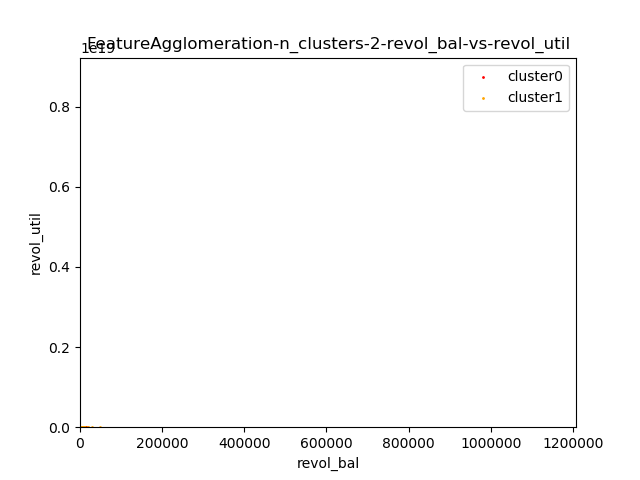 FeatureAgglomeration-n_clusters-2-revol_bal-vs-revol_util
cluster0
cluster1
0.8
0.6
0.4
0.2
0.0
revol_util
0 200000 400000 600000 800000 1000000 1200000
revol_bal